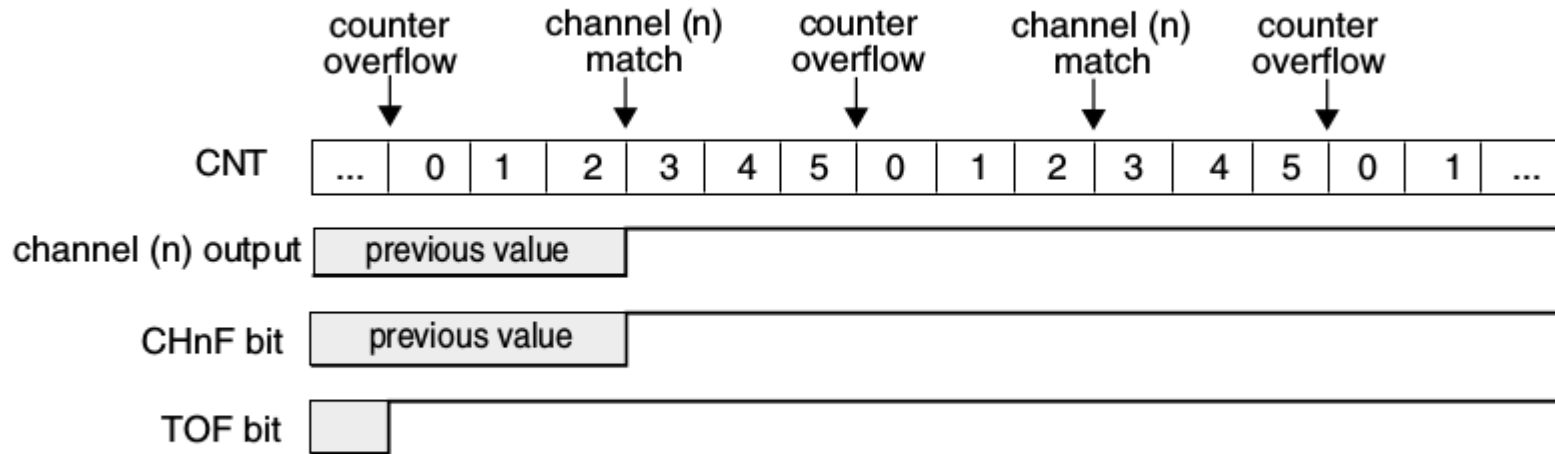 counter
overflow
channel (n)
match
counter
overflow
channel (n)
match
counter
overflow
CNT ... 0 1 2 3 4 5 0 1 2 3 4 5 0 1 ...
channel (n) output previous value
CHnF bit previous value
TOF bit